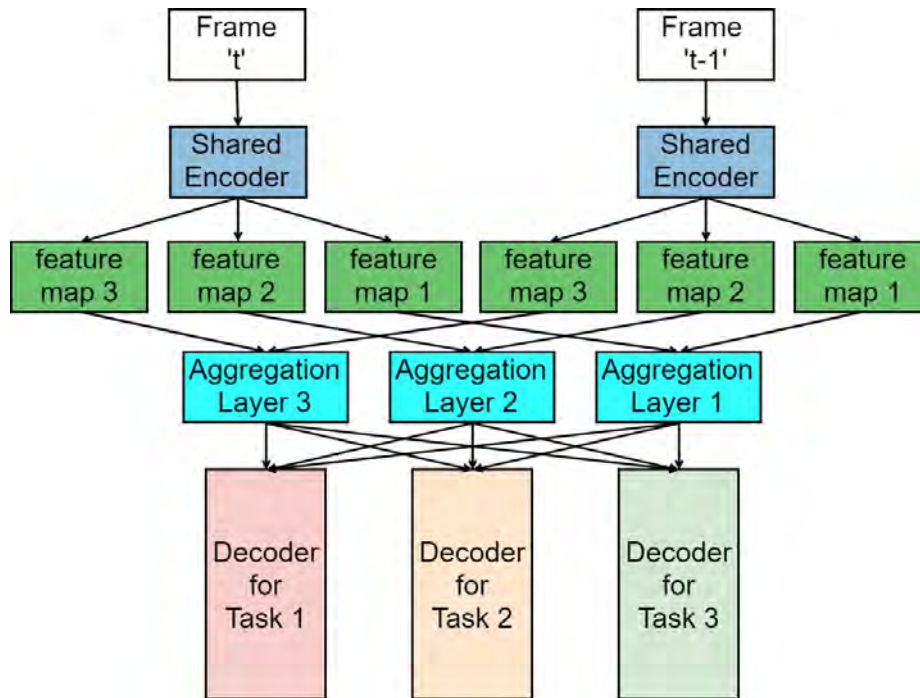 Frame
't'
Frame
't-1'
Shared
Encoder
Shared
Encoder
feature
map 3
feature
map 2
feature
map 1
feature
map 3
feature
map 2
feature
map 1
Aggregation
Layer 3
Aggregation
Layer 2
Aggregation
Layer 1
Decoder
for
Task 1
Decoder
for
Task 2
Decoder
for
Task 3